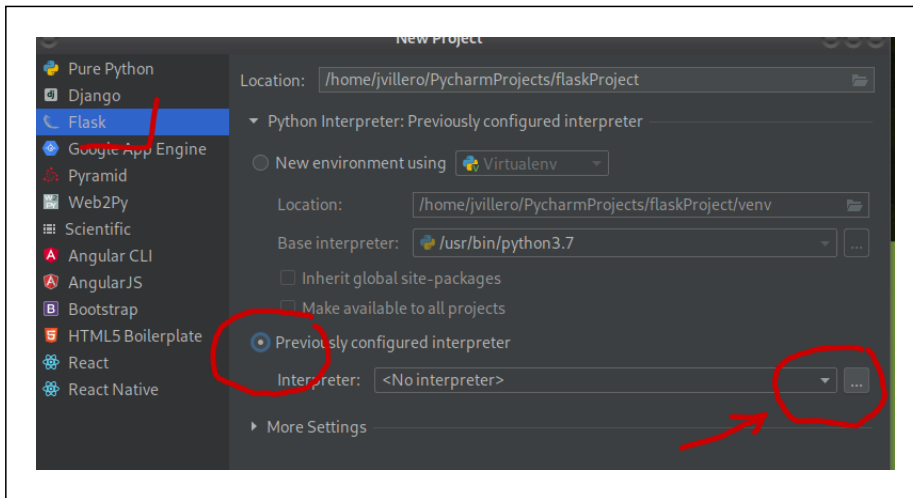 New Project
Pure Python
Django
Flask
Google App Engine
Pyramid
Web2Py
Scientific
Angular CLI
AngularJS
Bootstrap
HTML5 Boilerplate
React
React Native
Location: /home/jvillero/PycharmProjects/flaskProject
Python Interpreter: Previously configured interpreter
New environment using Virtualenv
Location: /home/jvillero/PycharmProjects/flaskProject/venv
Base interpreter: /usr/bin/python3.7 ...
Inherit global site-packages
Make available to all projects
Previously configured interpreter
Interpreter: <No interpreter> ...
More Settings